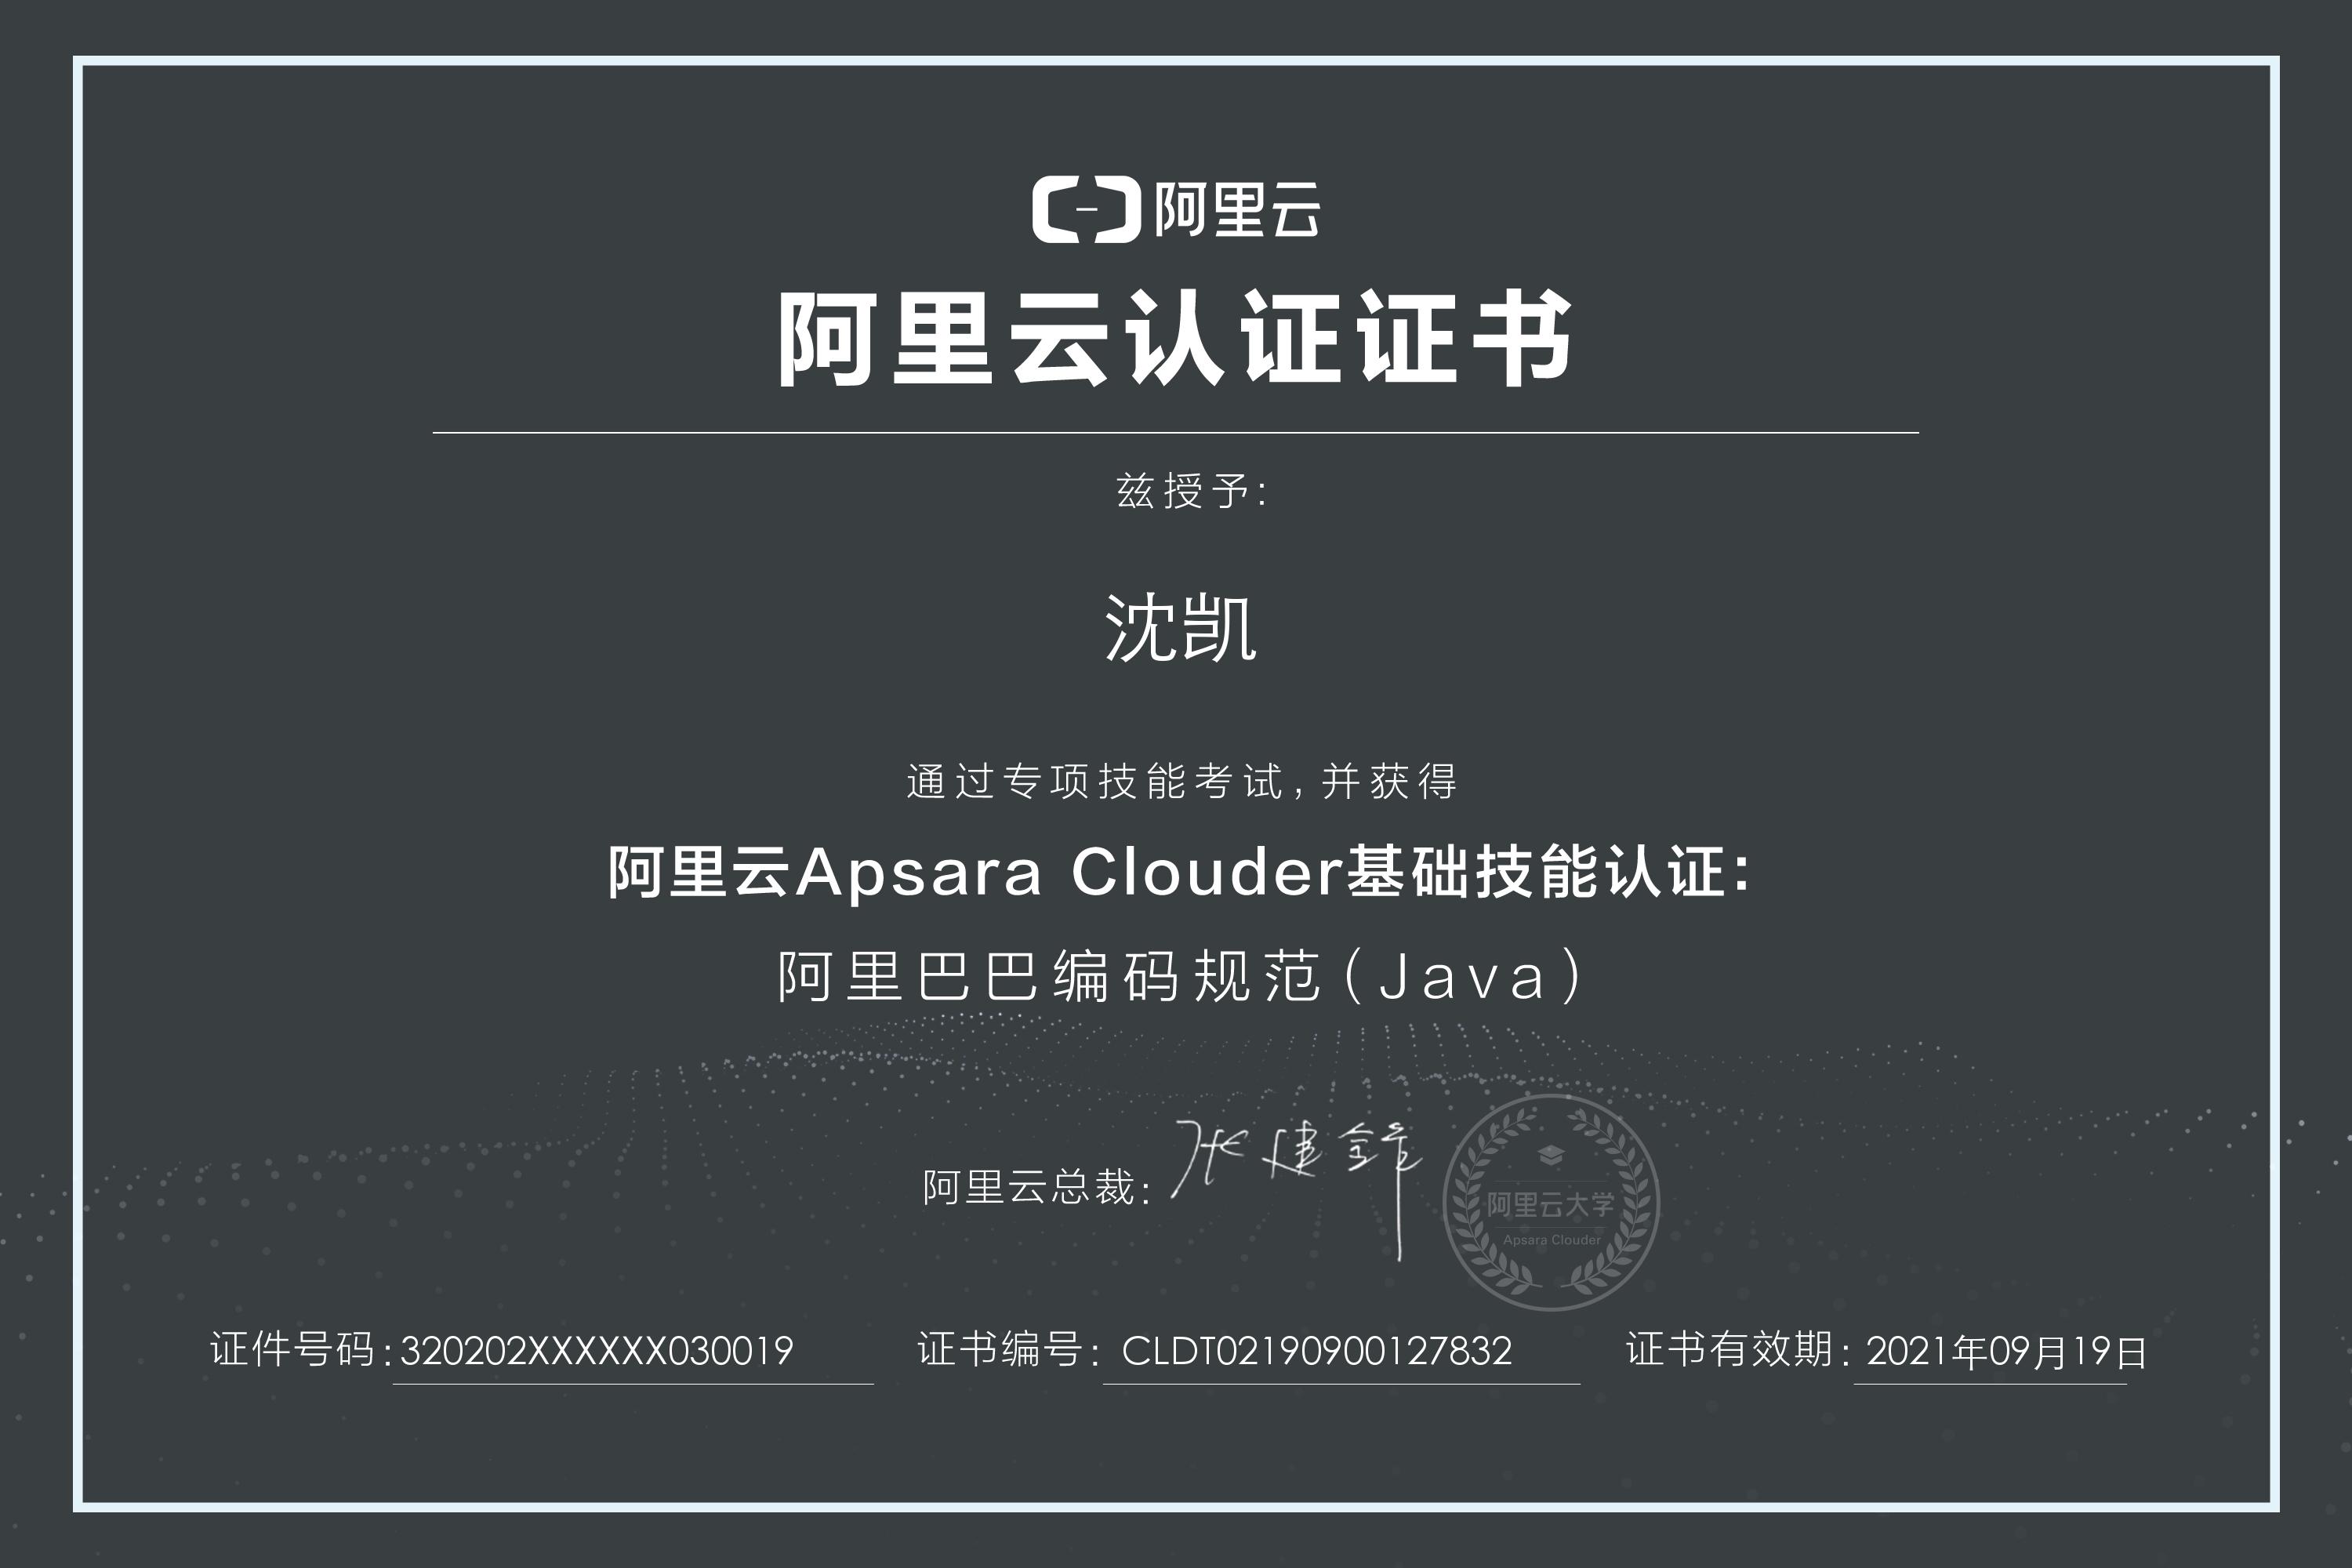 阿里云
阿里云认证证书
兹授予：
沈凯
通过专项技能考试，并获得
阿里云Apsara Clouder基础技能认证：
阿里巴巴编码规范（Java）
阿里云总裁：张建锋
阿里云大学
Apsara Clouder
证件号码：320202XXXXXX030019
证书编号：CLDT02190900127832
证书有效期：2021年09月19日